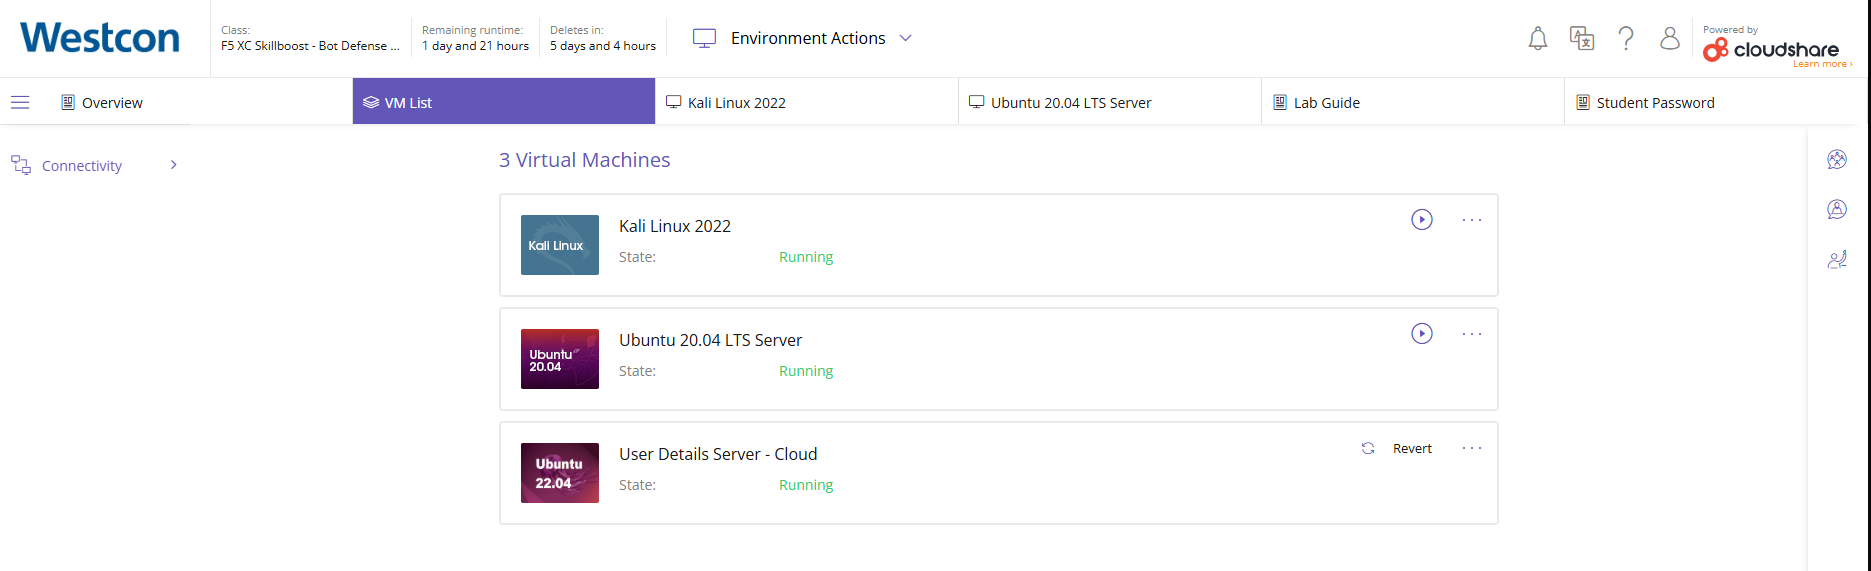 Westcon
Class:
F5 XC Skillboost - Bot Defense ...
Remaining runtime:
1 day and 21 hours
Deletes in:
5 days and 4 hours
Environment Actions
Powered by
cloudshare
Learn more ›
Overview
VM List
Kali Linux 2022
Ubuntu 20.04 LTS Server
Lab Guide
Student Password
Connectivity
3 Virtual Machines
Kali Linux
Kali Linux 2022
State: Running
Ubuntu
20.04
Ubuntu 20.04 LTS Server
State: Running
Ubuntu
22.04
User Details Server - Cloud
State: Running
Revert